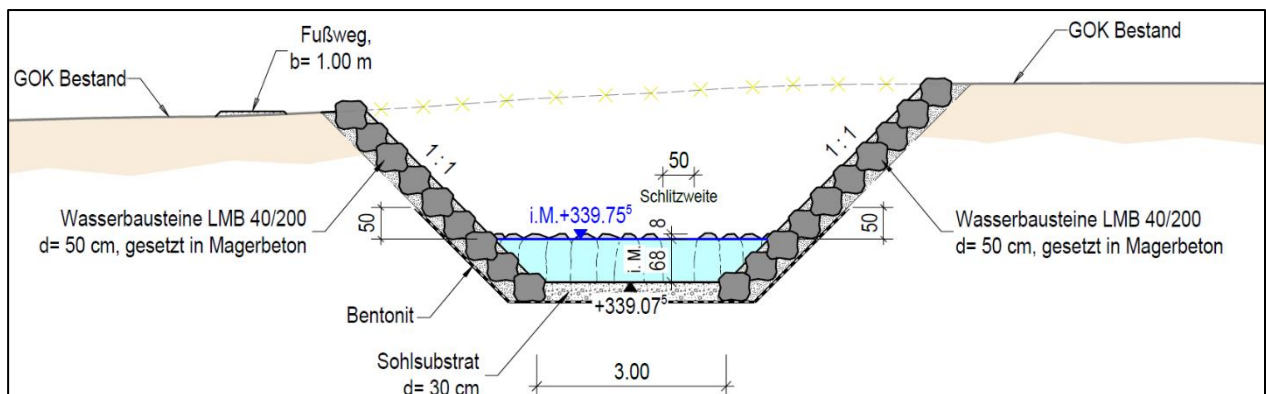 Fußweg,
b= 1.00 m
GOK Bestand
GOK Bestand
1:1
1:1
50
Schlitzweite
Wasserbausteine LMB 40/200
d= 50 cm, gesetzt in Magerbeton
50
i.M.+339.75⁵
8
i. M.
68
50
Wasserbausteine LMB 40/200
d= 50 cm, gesetzt in Magerbeton
+339.07⁵
Bentonit
Sohlsubstrat
d= 30 cm
3.00